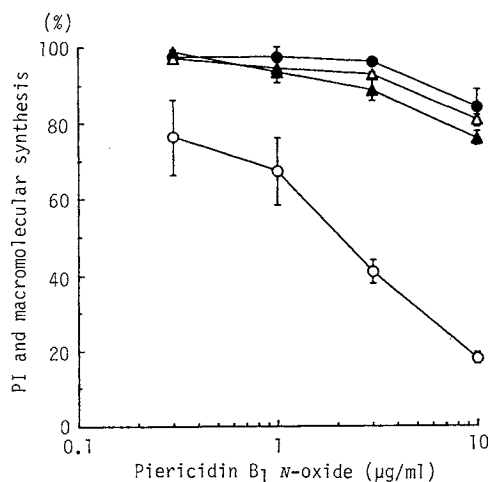 (%)
100
80
60
40
20
0
0.1 1 10
PI and macromolecular synthesis
Piericidin B1 N-oxide (µg/ml)